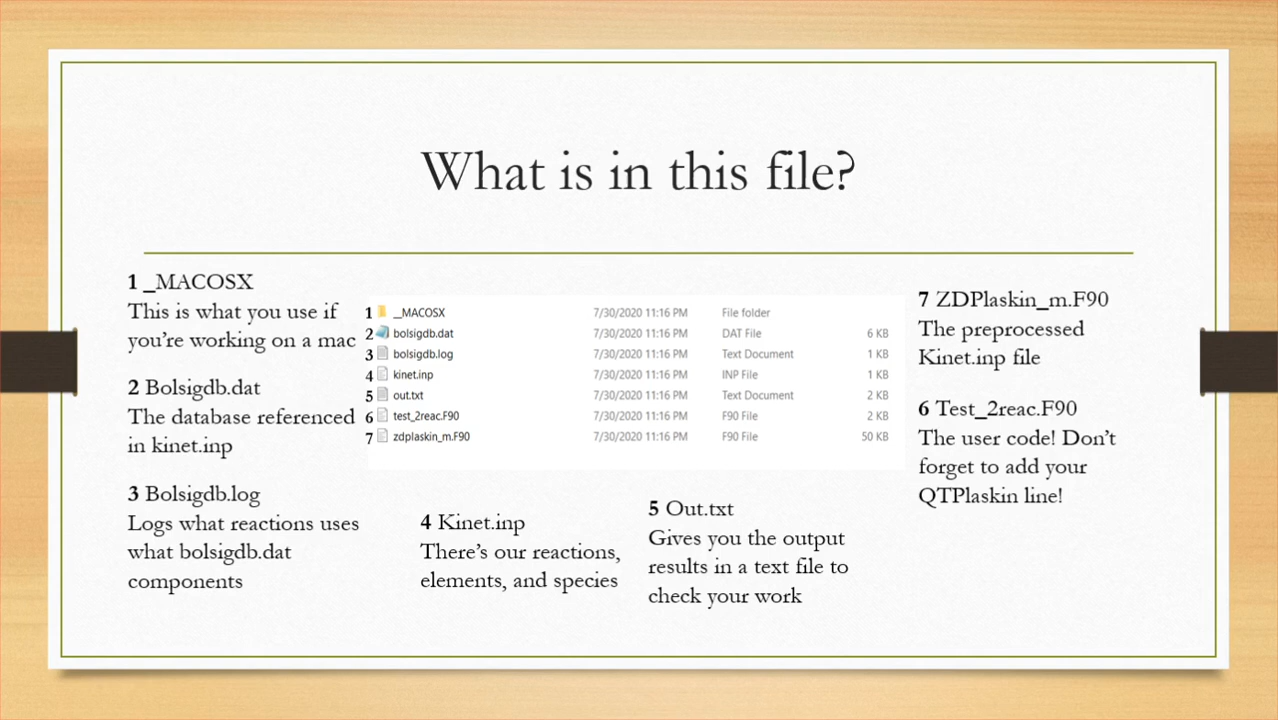 What is in this file?
1 _MACOSX
This is what you use if
you're working on a mac
2 Bolsigdb.dat
The database referenced
in kinet.inp
3 Bolsigdb.log
Logs what reactions uses
what bolsigdb.dat
components
1 __MACOSX 7/30/2020 11:16 PM File folder
2 bolsigdb.dat 7/30/2020 11:16 PM DAT File 6 KB
3 bolsigdb.log 7/30/2020 11:16 PM Text Document 1 KB
4 kinet.inp 7/30/2020 11:16 PM INP File 1 KB
5 out.txt 7/30/2020 11:16 PM Text Document 2 KB
6 test_2reac.F90 7/30/2020 11:16 PM F90 File 2 KB
7 zdplaskin_m.F90 7/30/2020 11:16 PM F90 File 50 KB
4 Kinet.inp
There's our reactions,
elements, and species
5 Out.txt
Gives you the output
results in a text file to
check your work
7 ZDPlaskin_m.F90
The preprocessed
Kinet.inp file
6 Test_2reac.F90
The user code! Don't
forget to add your
QTPlaskin line!